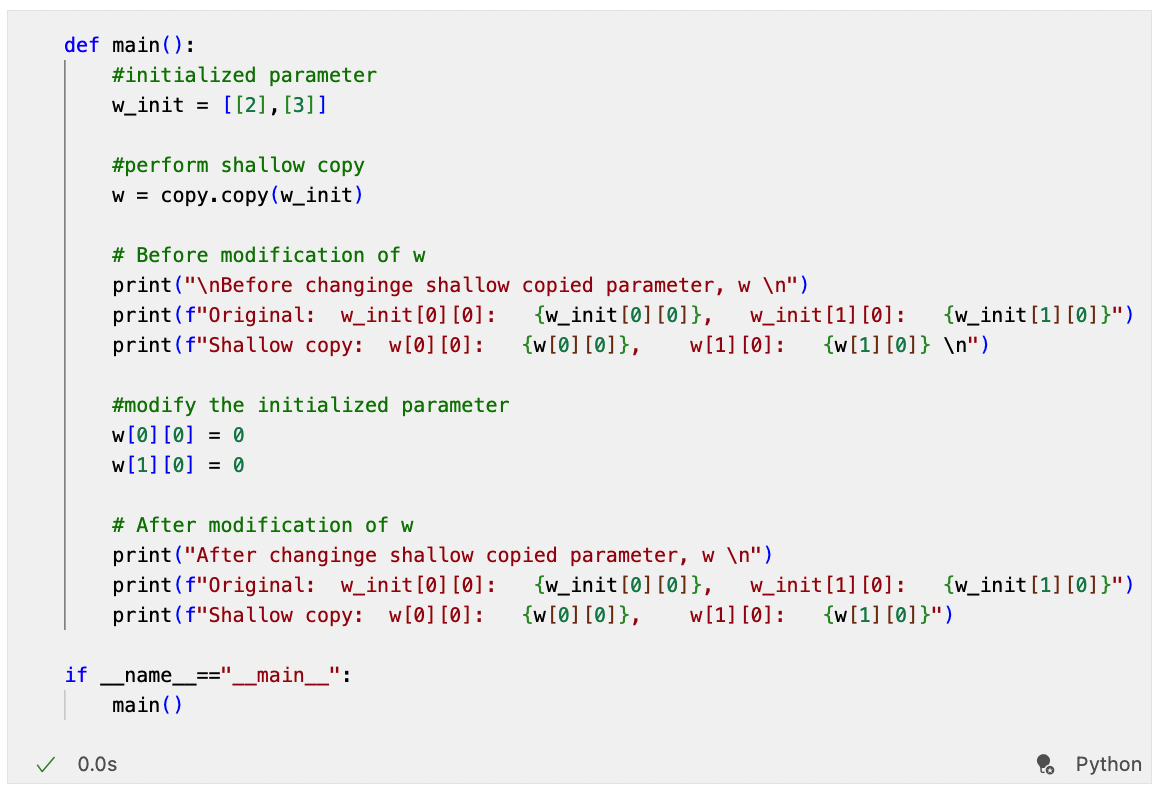 def main():
    #initialized parameter
    w_init = [[2],[3]]
    #perform shallow copy
    w = copy.copy(w_init)
    # Before modification of w
    print("\nBefore changinge shallow copied parameter, w \n")
    print(f"Original:  w_init[0][0]:   {w_init[0][0]},   w_init[1][0]:   {w_init[1][0]}")
    print(f"Shallow copy:  w[0][0]:   {w[0][0]},    w[1][0]:   {w[1][0]} \n")
    #modify the initialized parameter
    w[0][0] = 0
    w[1][0] = 0
    # After modification of w
    print("After changinge shallow copied parameter, w \n")
    print(f"Original:  w_init[0][0]:   {w_init[0][0]},   w_init[1][0]:   {w_init[1][0]}")
    print(f"Shallow copy:  w[0][0]:   {w[0][0]},    w[1][0]:   {w[1][0]}")
if __name__=="__main__":
    main()
0.0s Python